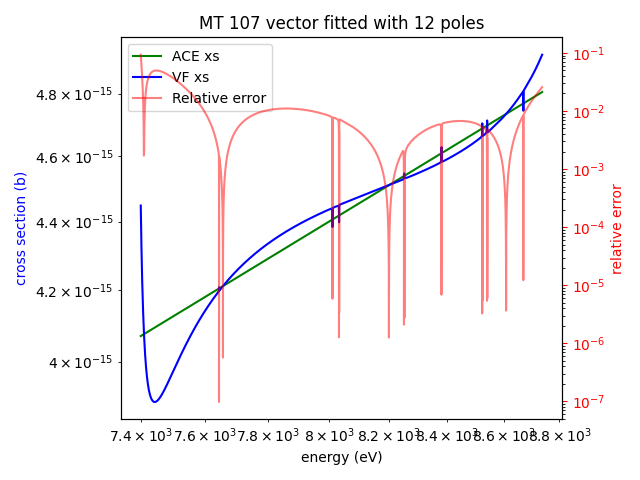 MT 107 vector fitted with 12 poles
ACE xs
VF xs
Relative error
cross section (b)
4.8 × 10⁻¹⁵
4.6 × 10⁻¹⁵
4.4 × 10⁻¹⁵
4.2 × 10⁻¹⁵
4 × 10⁻¹⁵
10⁻¹
10⁻²
10⁻³
10⁻⁴
10⁻⁵
10⁻⁶
10⁻⁷
relative error
7.4 × 10³ 7.6 × 10³ 7.8 × 10³ 8 × 10³ 8.2 × 10³ 8.4 × 10³ 8.6 × 10³ 8.8 × 10³
energy (eV)